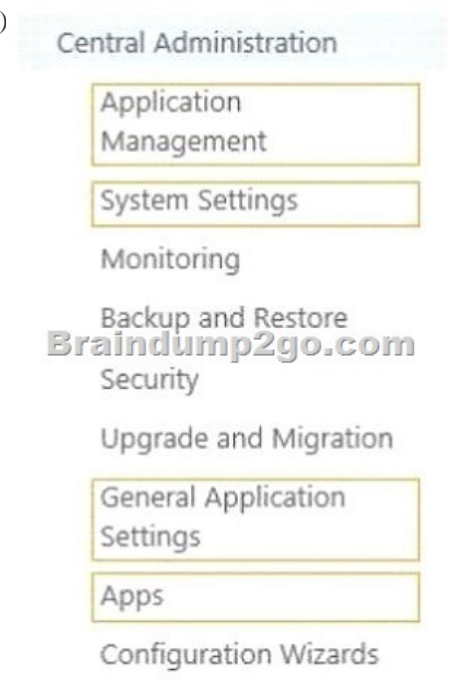 )
Central Administration
Application
Management
System Settings
Monitoring
Backup and Restore
Braindump2go.com
Security
Upgrade and Migration
General Application
Settings
Apps
Configuration Wizards